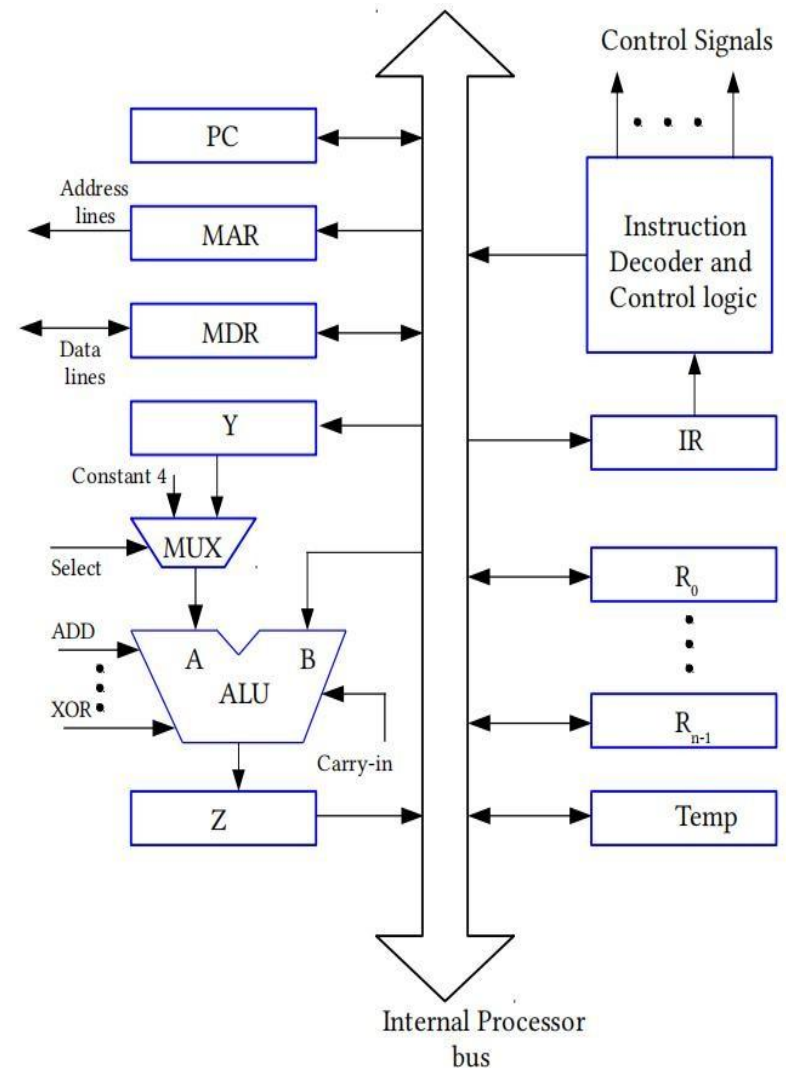 Control Signals
PC
Address
lines
MAR
Instruction
Decoder and
Control logic
MDR
Data
lines
Y
IR
Constant 4
MUX
Select
R0
ADD
A
B
ALU
XOR
Rn-1
Carry-in
Z
Temp
Internal Processor
bus